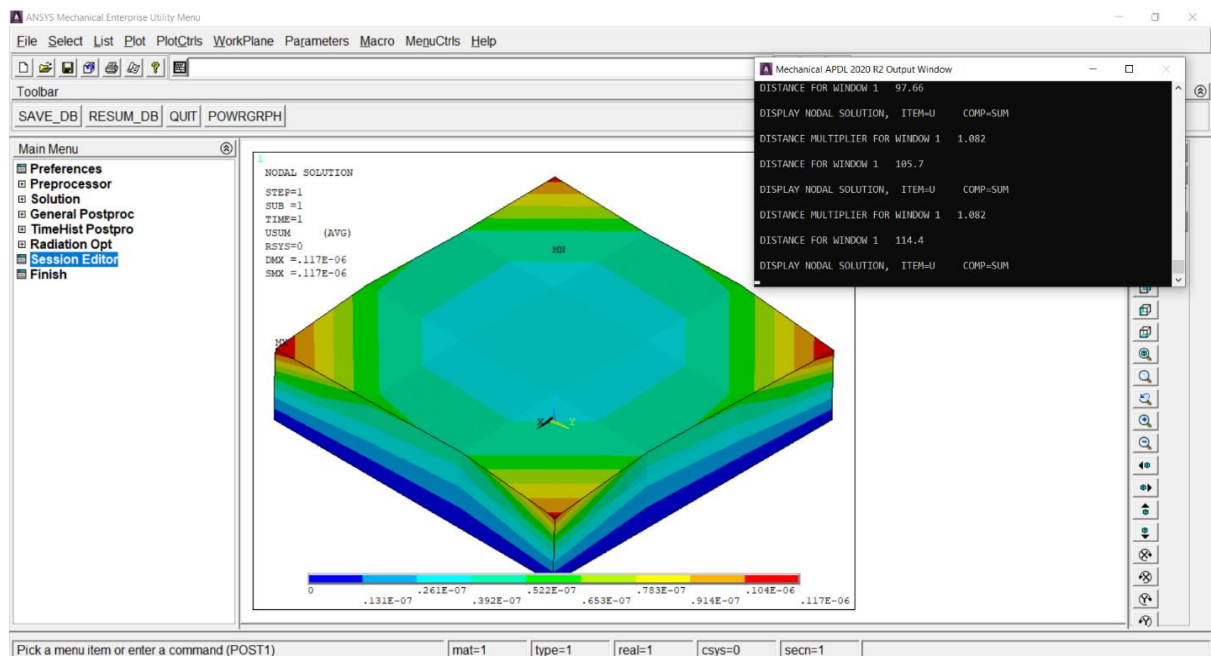 ANSYS Mechanical Enterprise Utility Menu
File Select List Plot PlotCtrls WorkPlane Parameters Macro MenuCtrls Help
Toolbar
SAVE_DB RESUM_DB QUIT POWRGRPH
Main Menu
Preferences
Preprocessor
Solution
General Postproc
TimeHist Postpro
Radiation Opt
Session Editor
Finish
1
NODAL SOLUTION
STEP=1
SUB =1
TIME=1
USUM (AVG)
RSYS=0
DMX =.117E-06
SMX =.117E-06
MN
MX
X Y
0 .261E-07 .522E-07 .783E-07 .104E-06
.131E-07 .392E-07 .653E-07 .914E-07 .117E-06
Mechanical APDL 2020 R2 Output Window
DISTANCE FOR WINDOW 1 97.66
DISPLAY NODAL SOLUTION, ITEM=U COMP=SUM
DISTANCE MULTIPLIER FOR WINDOW 1 1.082
DISTANCE FOR WINDOW 1 105.7
DISPLAY NODAL SOLUTION, ITEM=U COMP=SUM
DISTANCE MULTIPLIER FOR WINDOW 1 1.082
DISTANCE FOR WINDOW 1 114.4
DISPLAY NODAL SOLUTION, ITEM=U COMP=SUM
Pick a menu item or enter a command (POST1) mat=1 type=1 real=1 csys=0 secn=1